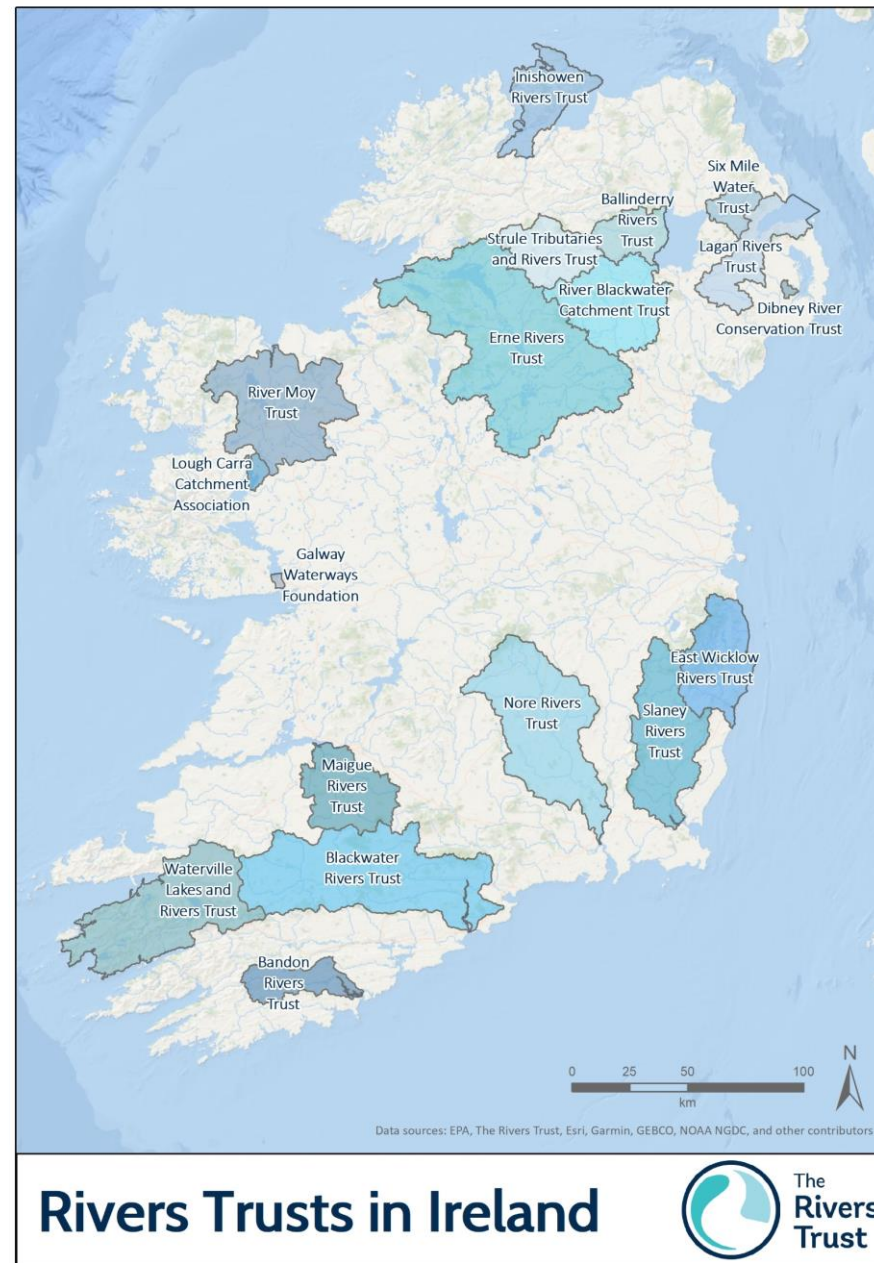 Inishowen
Rivers Trust
Six Mile
Water
Trust
Ballinderry
Rivers
Trust
Strule Tributaries
and Rivers Trust
Lagan Rivers
Trust
River Blackwater
Catchment Trust
Dibney River
Conservation Trust
Erne Rivers
Trust
River Moy
Trust
Lough Carra
Catchment
Association
Galway
Waterways
Foundation
East Wicklow
Rivers Trust
Nore Rivers
Trust
Slaney
Rivers
Trust
Maigue
Rivers
Trust
Blackwater
Rivers Trust
Waterville
Lakes and
Rivers Trust
Bandon
Rivers
Trust
N
0 25 50 100
km
Data sources: EPA, The Rivers Trust, Esri, Garmin, GEBCO, NOAA NGDC, and other contributors
Rivers Trusts in Ireland
The
Rivers
Trust